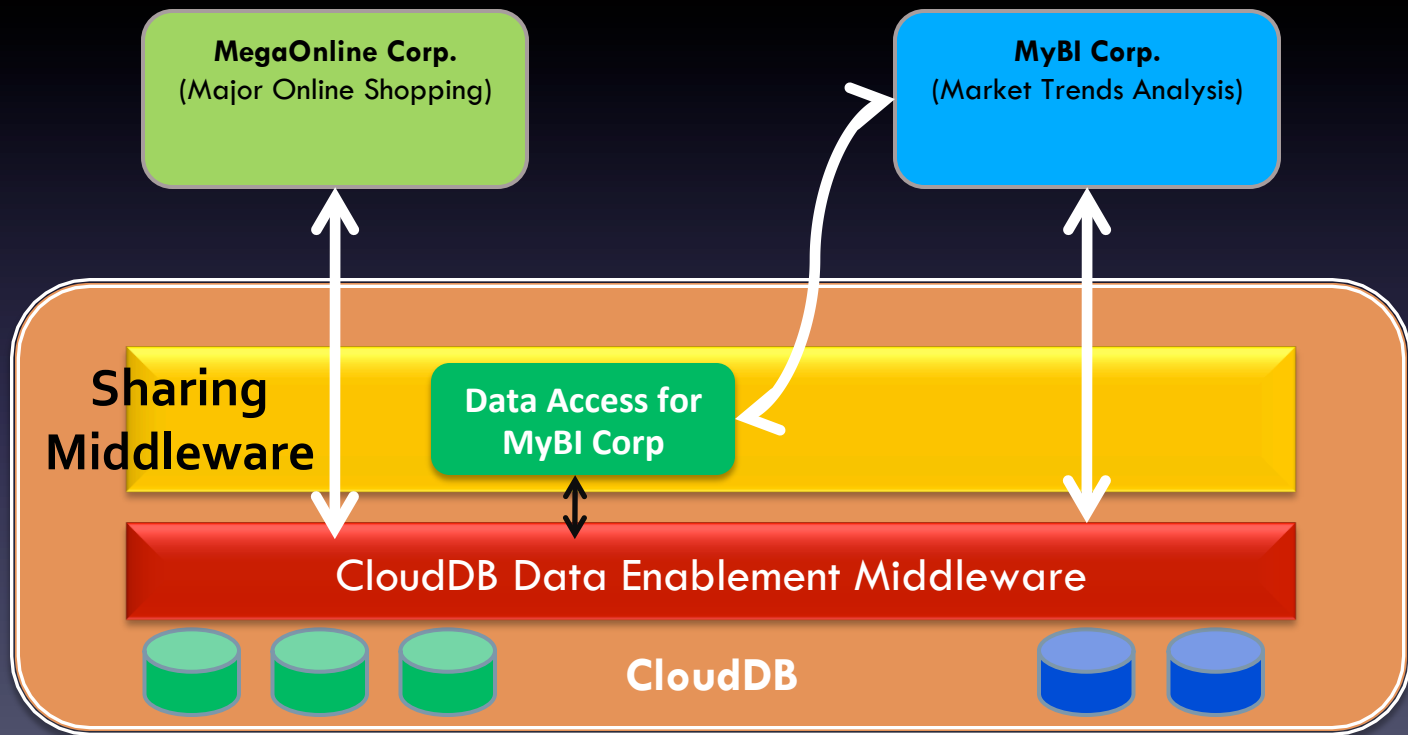 MegaOnline Corp.
(Major Online Shopping)
MyBI Corp.
(Market Trends Analysis)
Sharing
Middleware
Data Access for
MyBI Corp
CloudDB Data Enablement Middleware
CloudDB